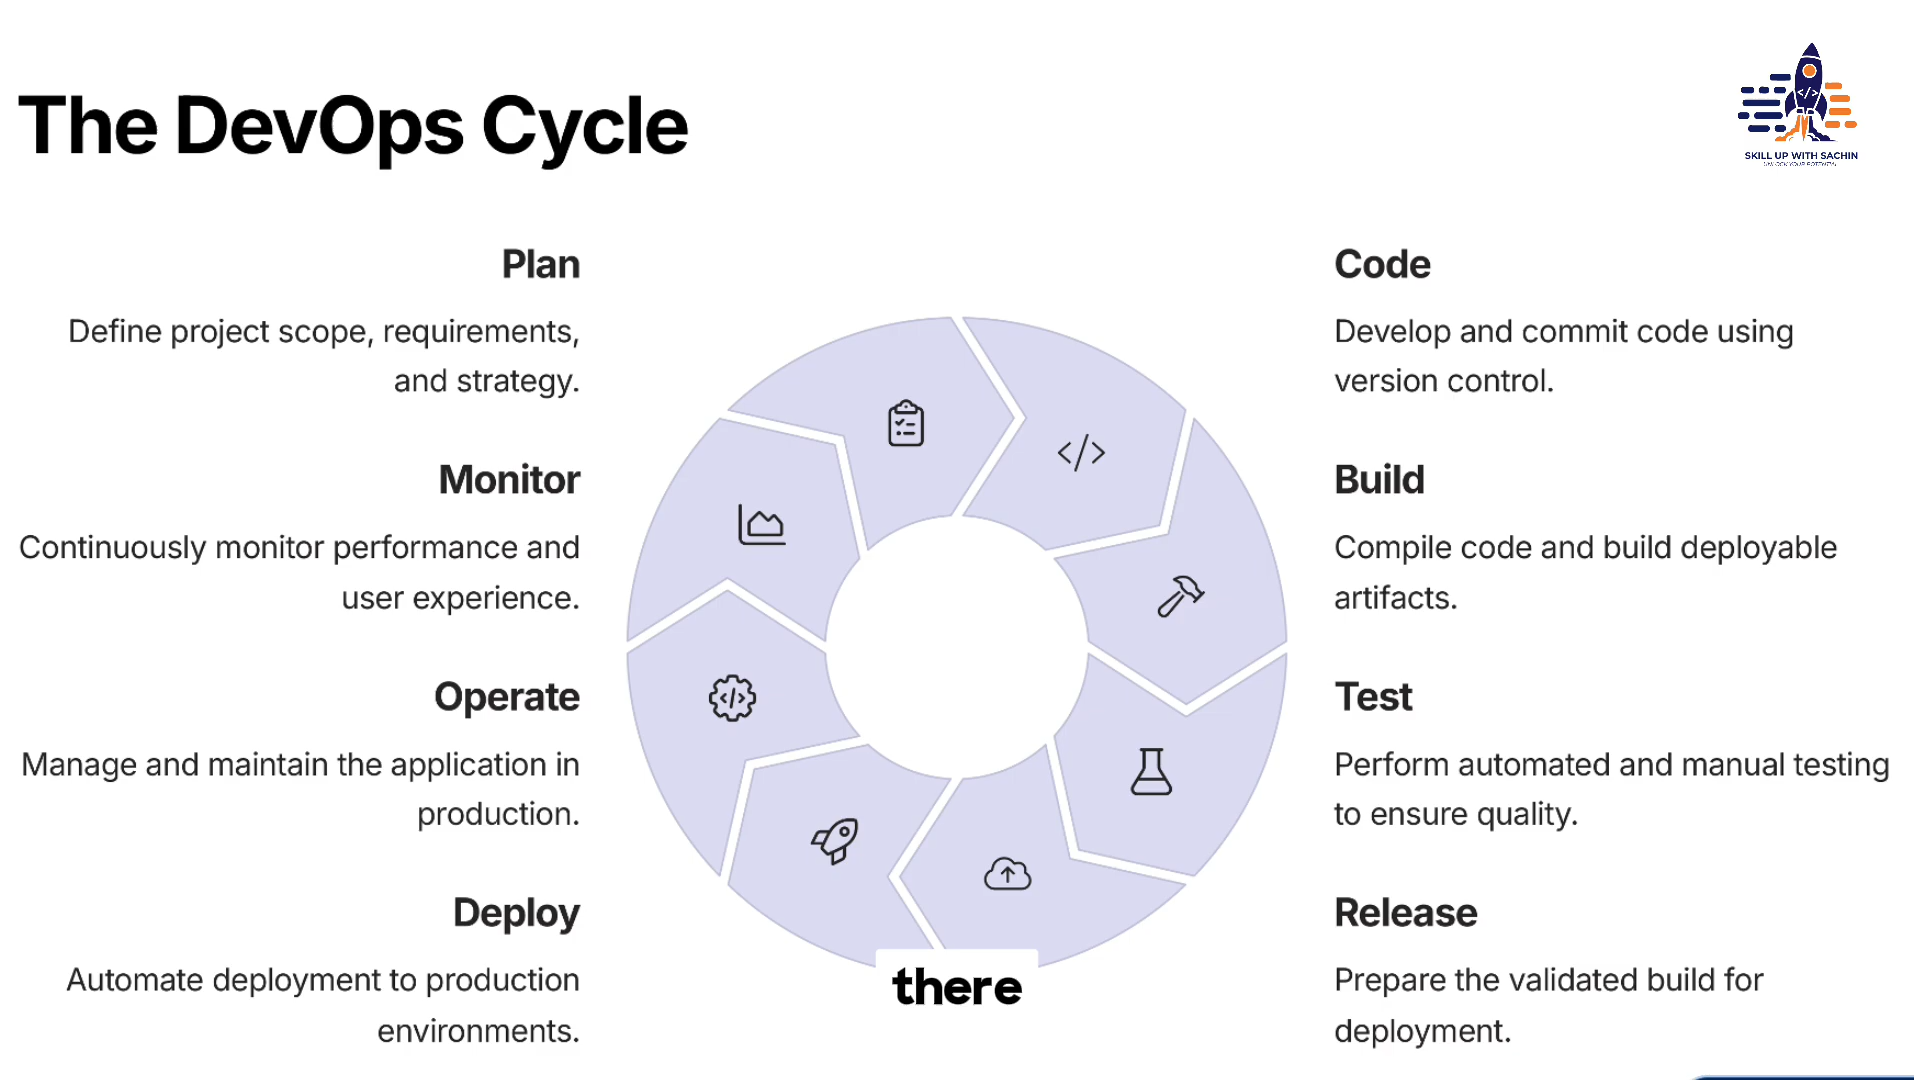 The DevOps Cycle
SKILL UP WITH SACHIN
UNLOCK YOUR POTENTIAL
Plan
Define project scope, requirements,
and strategy.
Monitor
Continuously monitor performance and
user experience.
Operate
Manage and maintain the application in
production.
Deploy
Automate deployment to production
environments.
Code
Develop and commit code using
version control.
Build
Compile code and build deployable
artifacts.
Test
Perform automated and manual testing
to ensure quality.
Release
Prepare the validated build for
deployment.
there